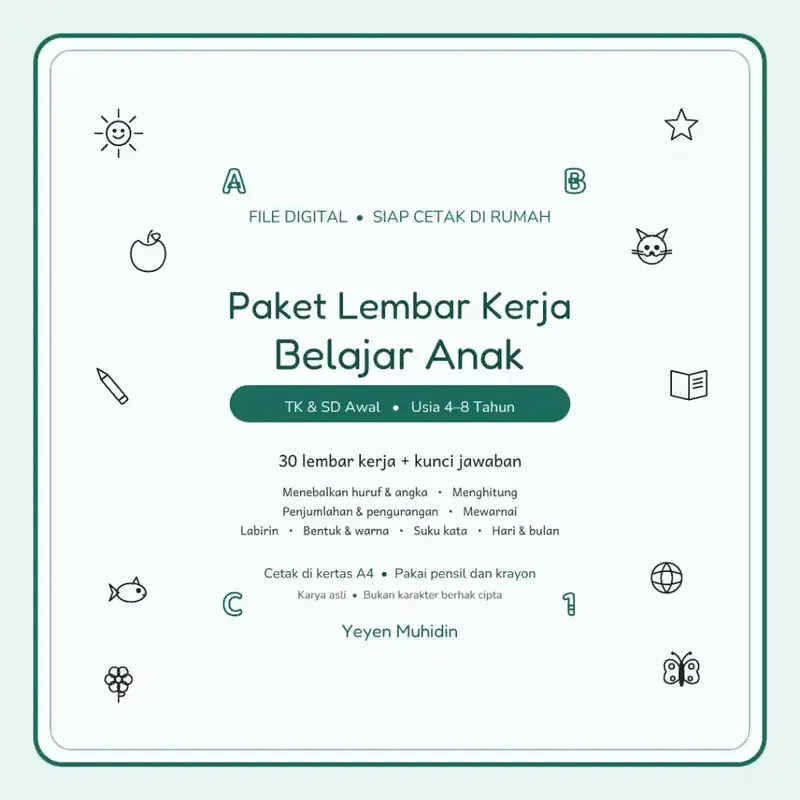 A B
FILE DIGITAL • SIAP CETAK DI RUMAH
Paket Lembar Kerja
Belajar Anak
TK & SD Awal • Usia 4–8 Tahun
30 lembar kerja + kunci jawaban
Menebalkan huruf & angka • Menghitung
Penjumlahan & pengurangan • Mewarnai
Labirin • Bentuk & warna • Suku kata • Hari & bulan
Cetak di kertas A4 • Pakai pensil dan krayon
Karya asli • Bukan karakter berhak cipta
C 1
Yeyen Muhidin